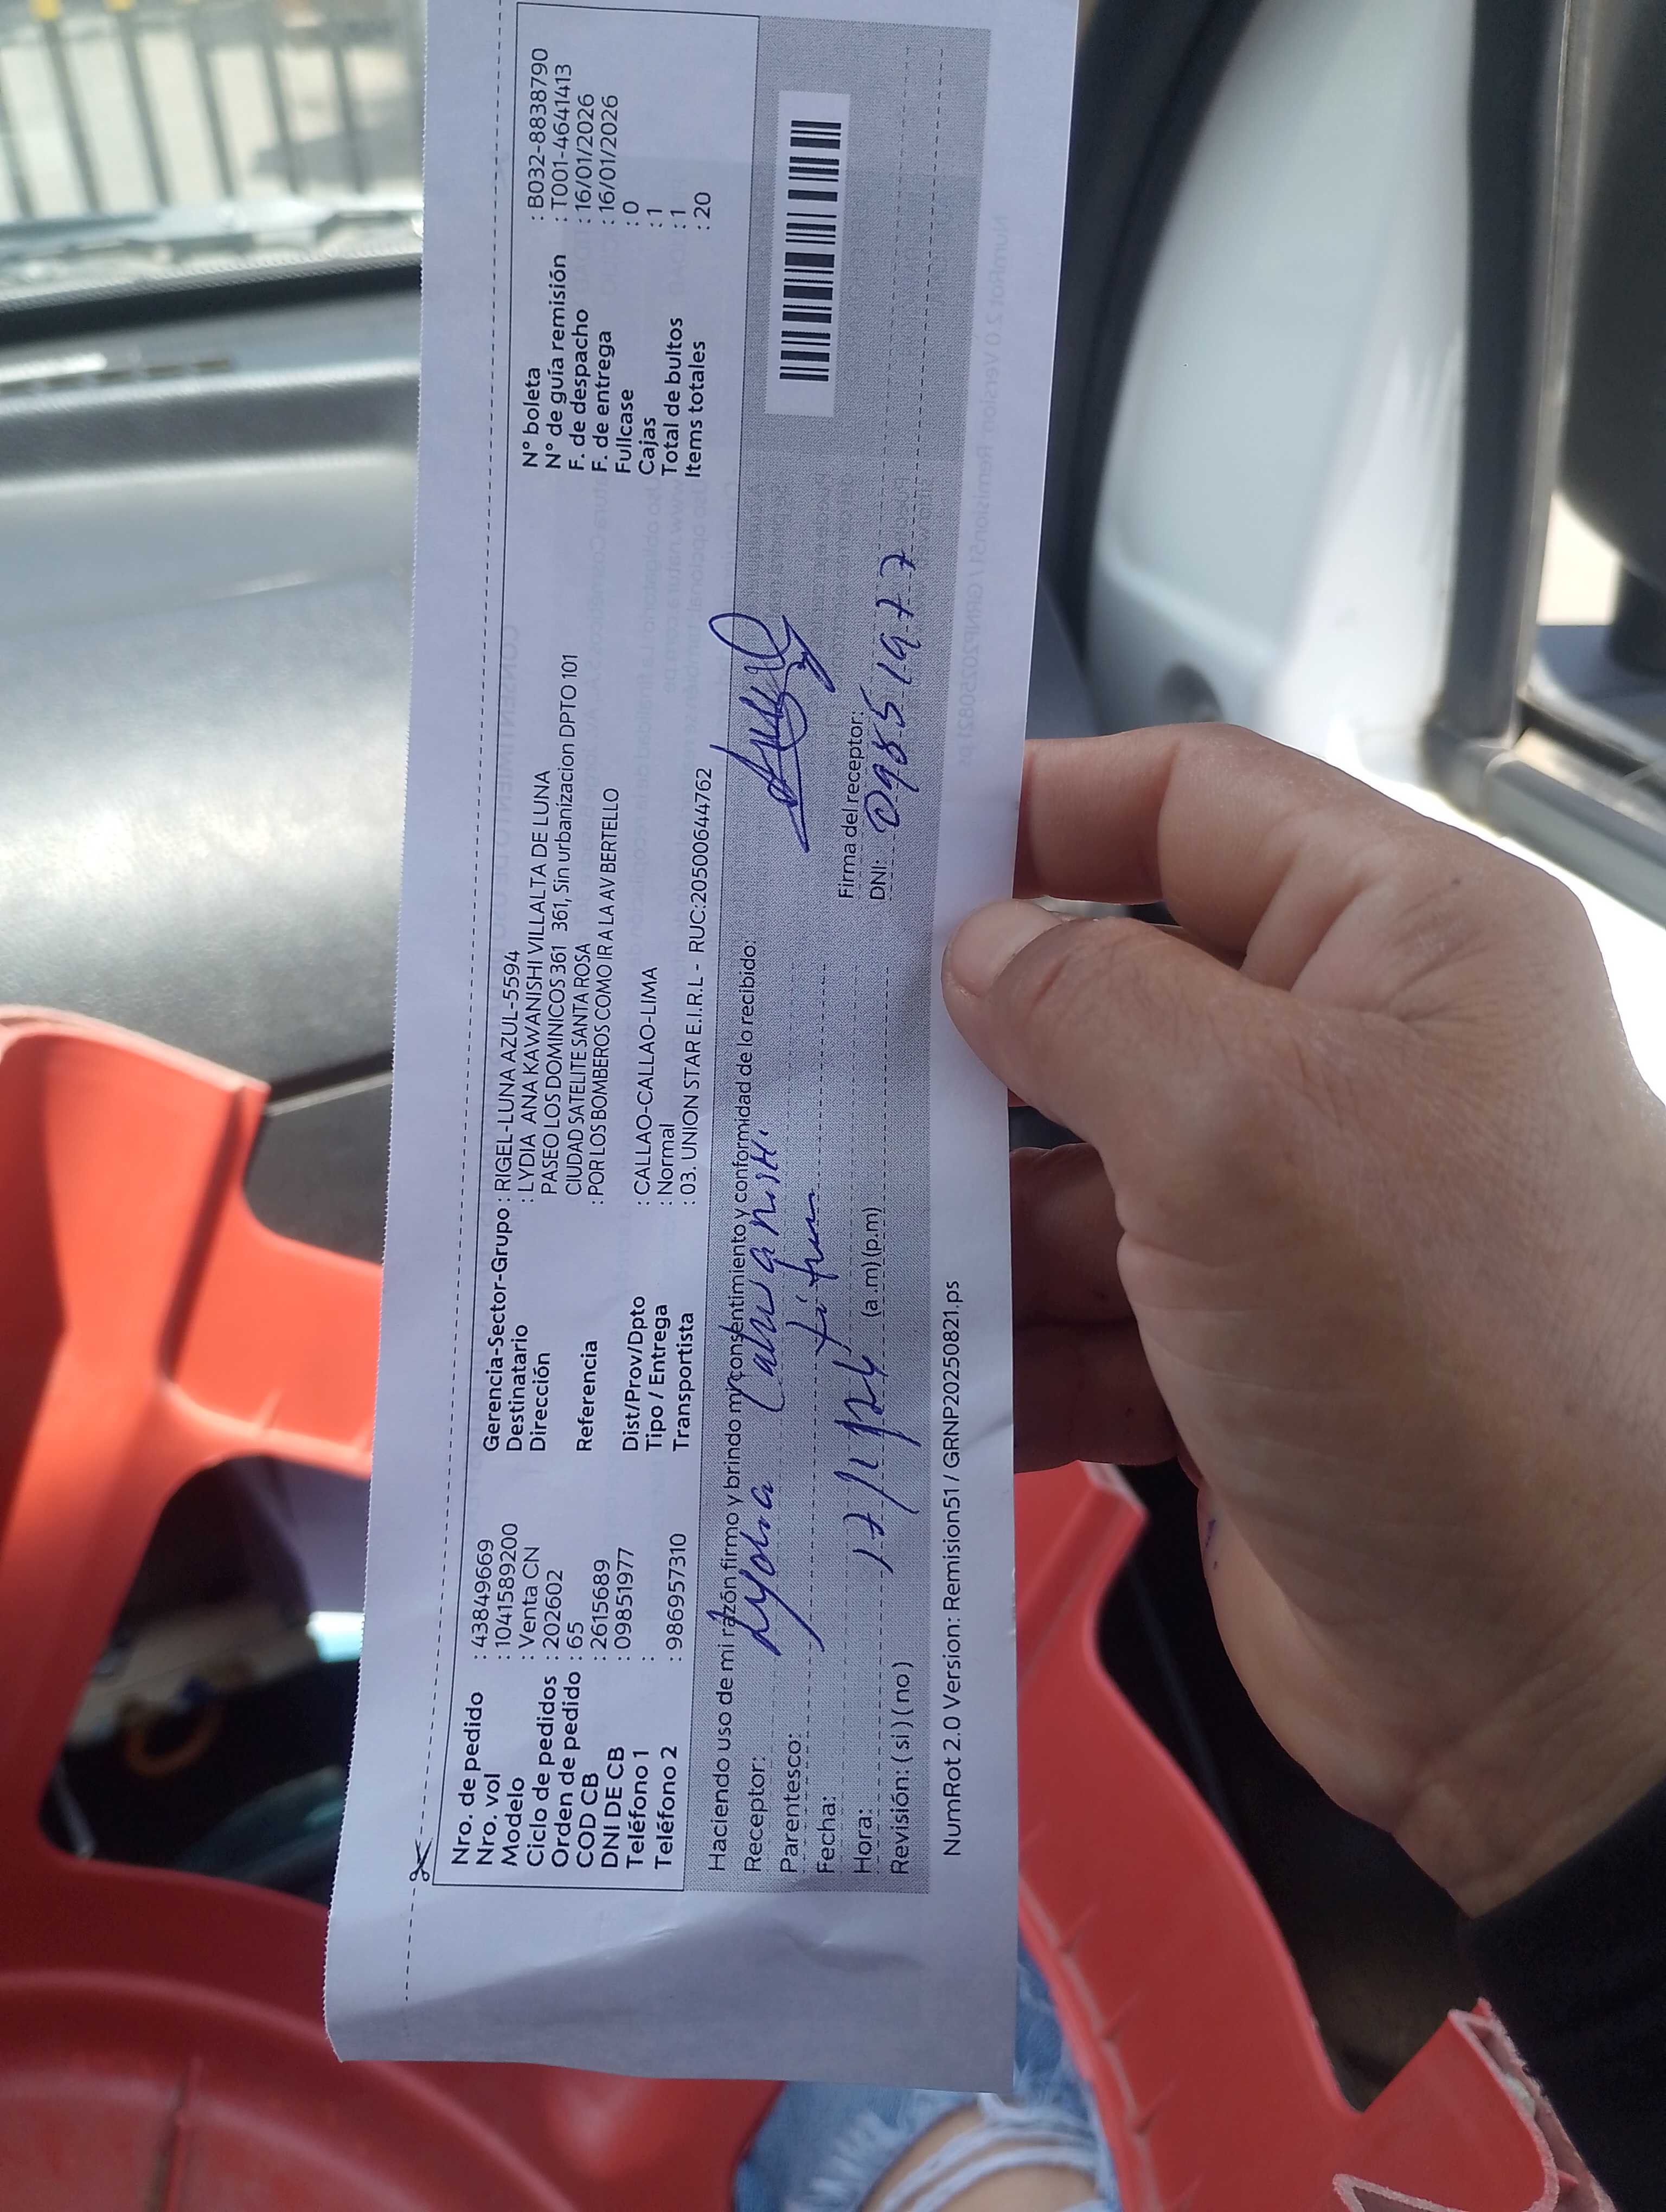 Nro. de pedido : 43849669
Nro. vol : 1041589200
Modelo : Venta CN
Ciclo de pedidos : 202602
Orden de pedido : 65
COD CB : 2615689
DNI DE CB : 09851977
Teléfono 1 :
Teléfono 2 : 986957310
Gerencia-Sector-Grupo : RIGEL-LUNA AZUL-5594
Destinatario : LYDIA ANA KAWANISHI VILLALTA DE LUNA
Dirección PASEO LOS DOMINICOS 361 361, Sin urbanizacion DPTO 101
CIUDAD SATELITE SANTA ROSA
Referencia : POR LOS BOMBEROS COMO IR A LA AV BERTELLO
Dist/Prov/Dpto : CALLAO-CALLAO-LIMA
Tipo / Entrega : Normal
Transportista : 03. UNION STAR E.I.R.L - RUC:20500644762
N° boleta : B032-8838790
N° de guía remisión : T001-4641413
F. de despacho : 16/01/2026
F. de entrega : 16/01/2026
Fullcase : 0
Cajas : 1
Total de bultos : 1
Items totales : 20
Haciendo uso de mi razón firmo y brindo mi consentimiento y conformidad de lo recibido:
Receptor: Lydia Kawanishi
Parentesco:
Fecha:
Hora: (a .m) (p.m)
Revisión: ( si ) ( no )
Firma del receptor:
DNI: 09851977
NumRot 2.0 Version: Remision51 / GRNP20250821.ps